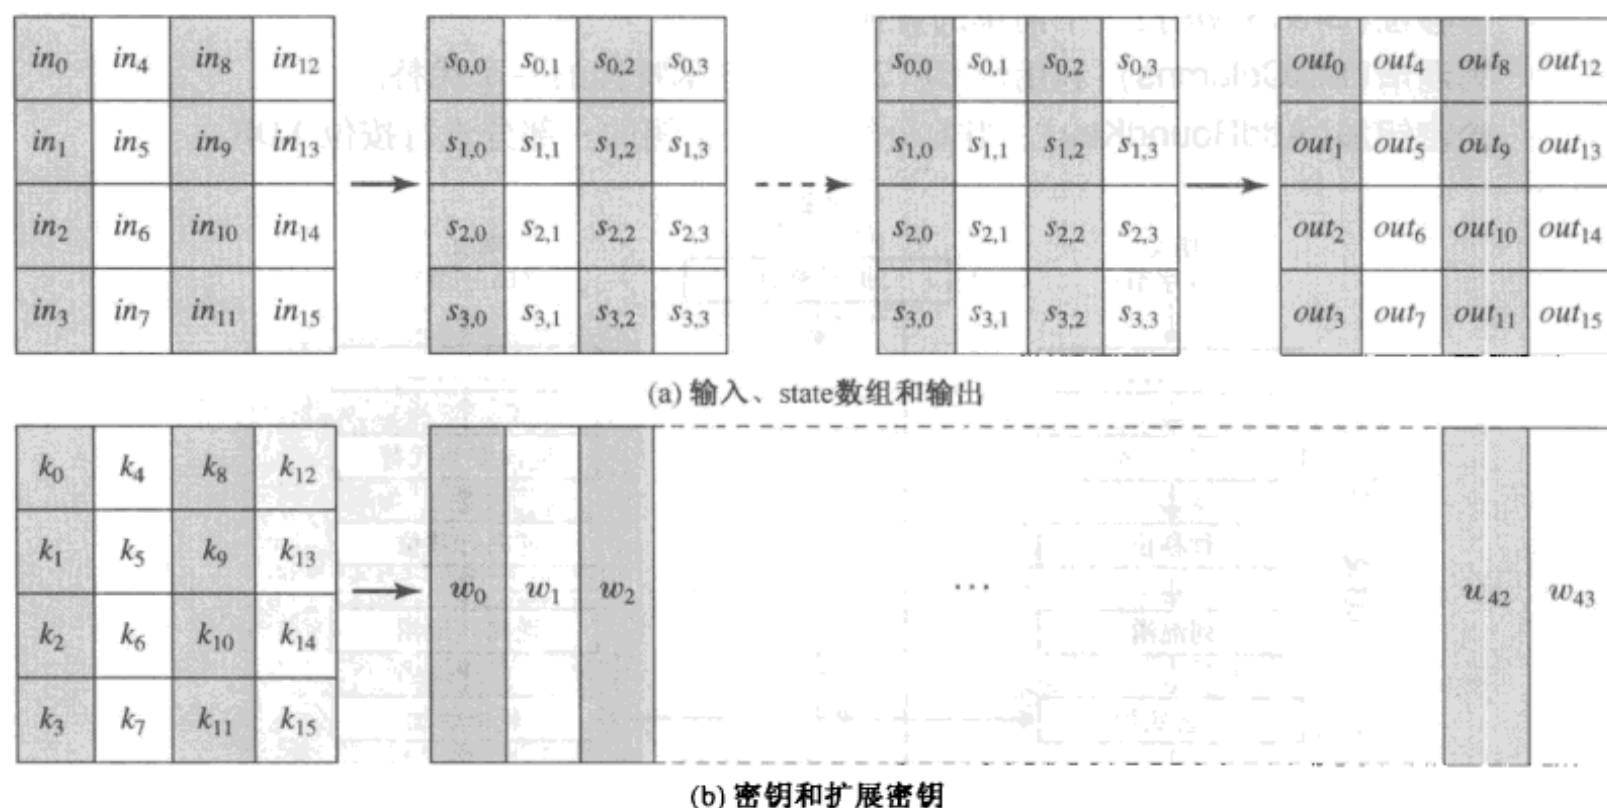 in0 in4 in8 in12 s0,0 s0,1 s0,2 s0,3 s0,0 s0,1 s0,2 s0,3 out0 out4 out8 out12
in1 in5 in9 in13 s1,0 s1,1 s1,2 s1,3 s1,0 s1,1 s1,2 s1,3 out1 out5 out9 out13
in2 in6 in10 in14 s2,0 s2,1 s2,2 s2,3 s2,0 s2,1 s2,2 s2,3 out2 out6 out10 out14
in3 in7 in11 in15 s3,0 s3,1 s3,2 s3,3 s3,0 s3,1 s3,2 s3,3 out3 out7 out11 out15
(a) 输入、state数组和输出
k0 k4 k8 k12
k1 k5 k9 k13
w0 w1 w2 ... w42 w43
k2 k6 k10 k14
k3 k7 k11 k15
(b) 密钥和扩展密钥